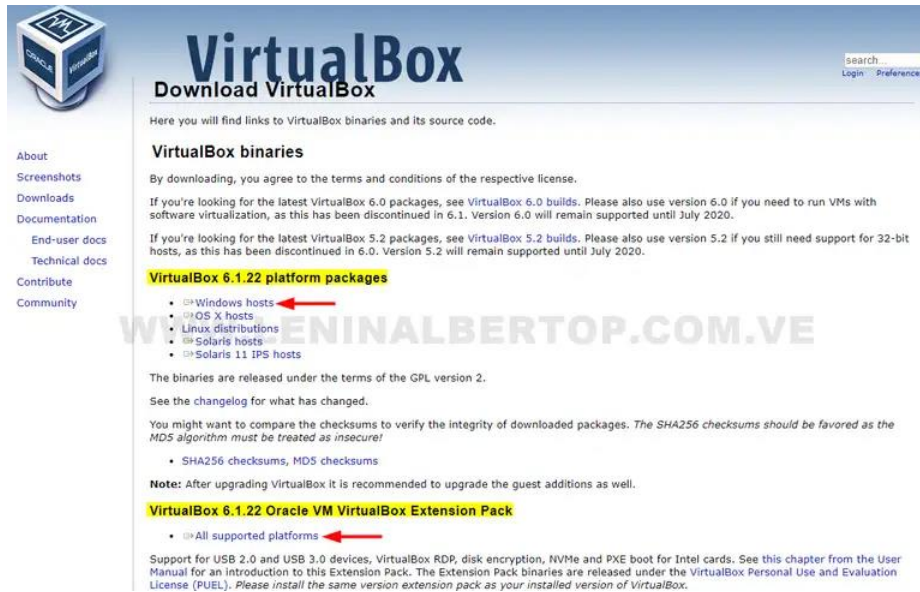 ORACLE
VirtualBox
VirtualBox
search...
Login Preference
Download VirtualBox
Here you will find links to VirtualBox binaries and its source code.
About
Screenshots
Downloads
Documentation
End-user docs
Technical docs
Contribute
Community
VirtualBox binaries
By downloading, you agree to the terms and conditions of the respective license.
If you're looking for the latest VirtualBox 6.0 packages, see VirtualBox 6.0 builds. Please also use version 6.0 if you need to run VMs with
software virtualization, as this has been discontinued in 6.1. Version 6.0 will remain supported until July 2020.
If you're looking for the latest VirtualBox 5.2 packages, see VirtualBox 5.2 builds. Please also use version 5.2 if you still need support for 32-bit
hosts, as this has been discontinued in 6.0. Version 5.2 will remain supported until July 2020.
VirtualBox 6.1.22 platform packages
• Windows hosts
• OS X hosts
• Linux distributions
• Solaris hosts
• Solaris 11 IPS hosts
WWW.LENINALBERTOP.COM.VE
The binaries are released under the terms of the GPL version 2.
See the changelog for what has changed.
You might want to compare the checksums to verify the integrity of downloaded packages. The SHA256 checksums should be favored as the
MD5 algorithm must be treated as insecure!
• SHA256 checksums, MD5 checksums
Note: After upgrading VirtualBox it is recommended to upgrade the guest additions as well.
VirtualBox 6.1.22 Oracle VM VirtualBox Extension Pack
• All supported platforms
Support for USB 2.0 and USB 3.0 devices, VirtualBox RDP, disk encryption, NVMe and PXE boot for Intel cards. See this chapter from the User
Manual for an introduction to this Extension Pack. The Extension Pack binaries are released under the VirtualBox Personal Use and Evaluation
License (PUEL). Please install the same version extension pack as your installed version of VirtualBox.